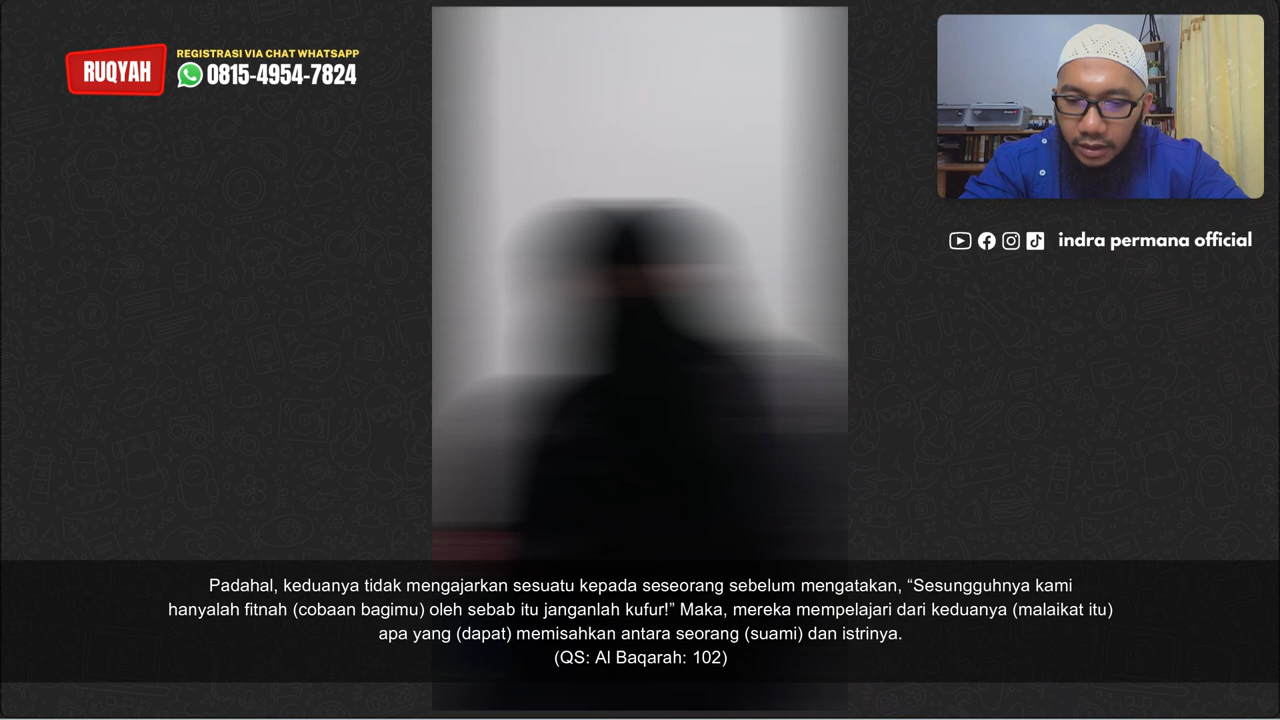 RUQYAH
REGISTRASI VIA CHAT WHATSAPP
0815-4954-7824
indra permana official
Padahal, keduanya tidak mengajarkan sesuatu kepada seseorang sebelum mengatakan, “Sesungguhnya kami
hanyalah fitnah (cobaan bagimu) oleh sebab itu janganlah kufur!” Maka, mereka mempelajari dari keduanya (malaikat itu)
apa yang (dapat) memisahkan antara seorang (suami) dan istrinya.
(QS: Al Baqarah: 102)